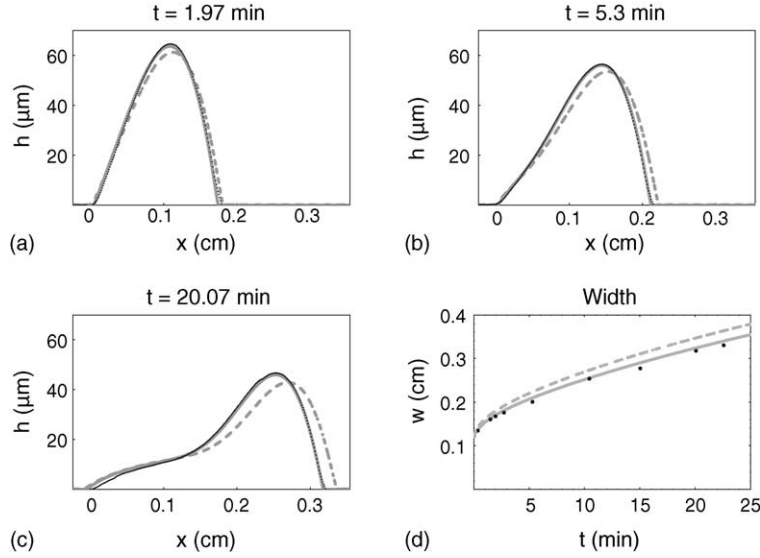 t = 1.97 min
h (μm)
60
40
20
0
0.1
0.2
0.3
x (cm)
(a)
t = 5.3 min
h (μm)
60
40
20
0
0.1
0.2
0.3
x (cm)
(b)
t = 20.07 min
h (μm)
60
40
20
0
0.1
0.2
0.3
x (cm)
(c)
Width
w (cm)
0.4
0.3
0.2
0.1
5
10
15
20
25
t (min)
(d)